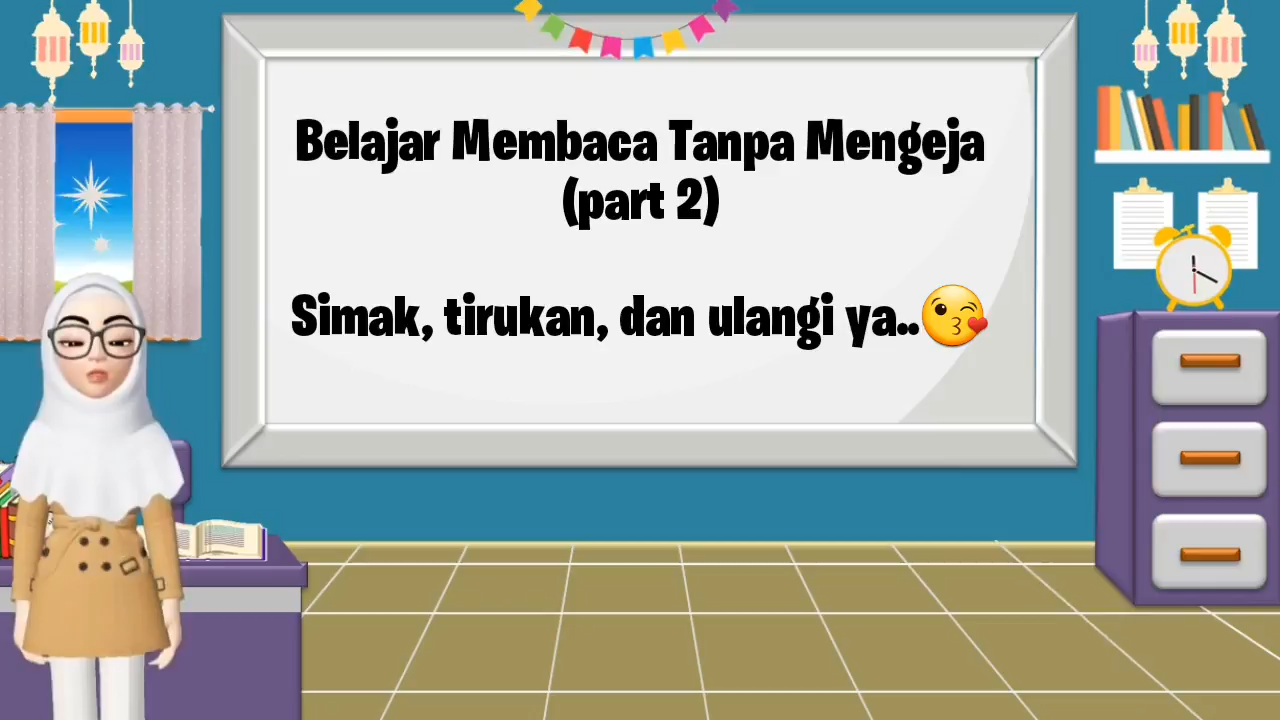 Belajar Membaca Tanpa Mengeja
(part 2)
Simak, tirukan, dan ulangi ya..😘